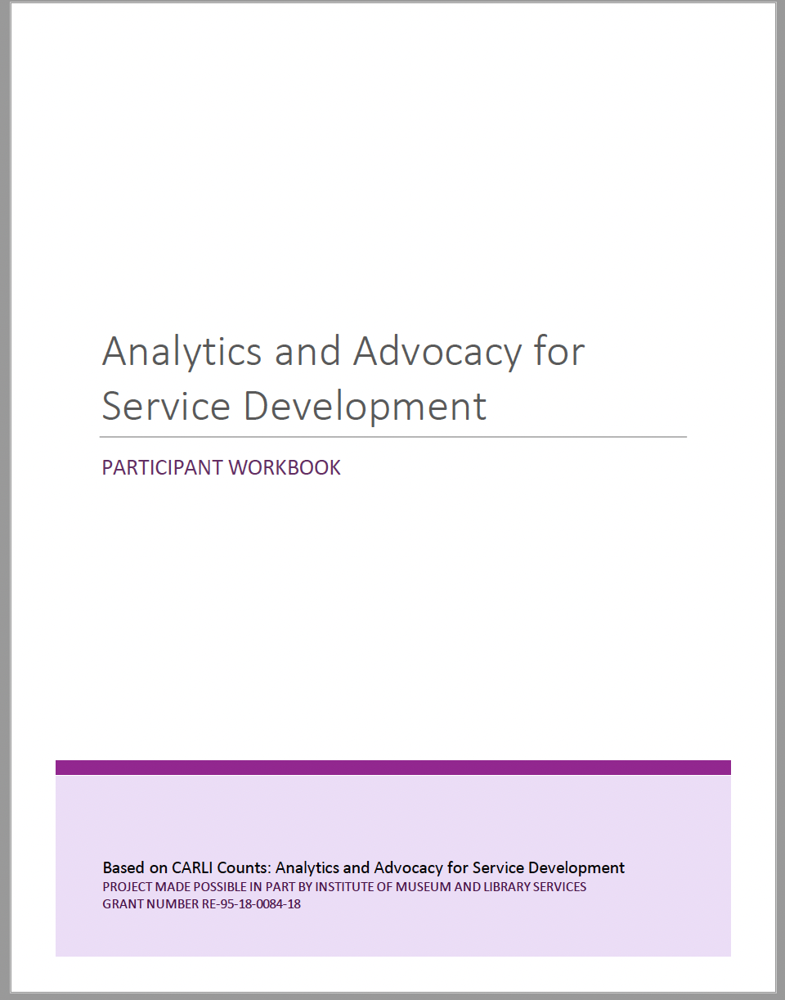 Analytics and Advocacy for
Service Development
PARTICIPANT WORKBOOK
Based on CARLI Counts: Analytics and Advocacy for Service Development
PROJECT MADE POSSIBLE IN PART BY INSTITUTE OF MUSEUM AND LIBRARY SERVICES
GRANT NUMBER RE-95-18-0084-18